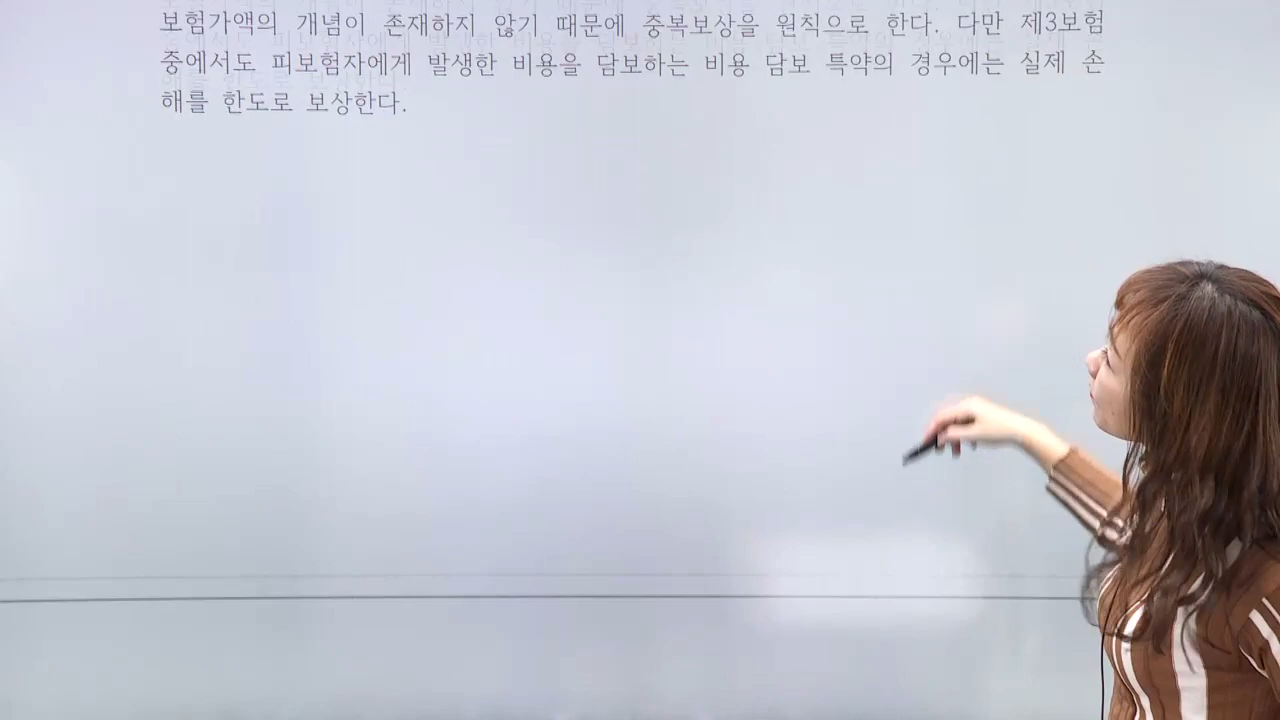 보험가액의 개념이 존재하지 않기 때문에 중복보상을 원칙으로 한다. 다만 제3보험
중에서도 피보험자에게 발생한 비용을 담보하는 비용 담보 특약의 경우에는 실제 손
해를 한도로 보상한다.